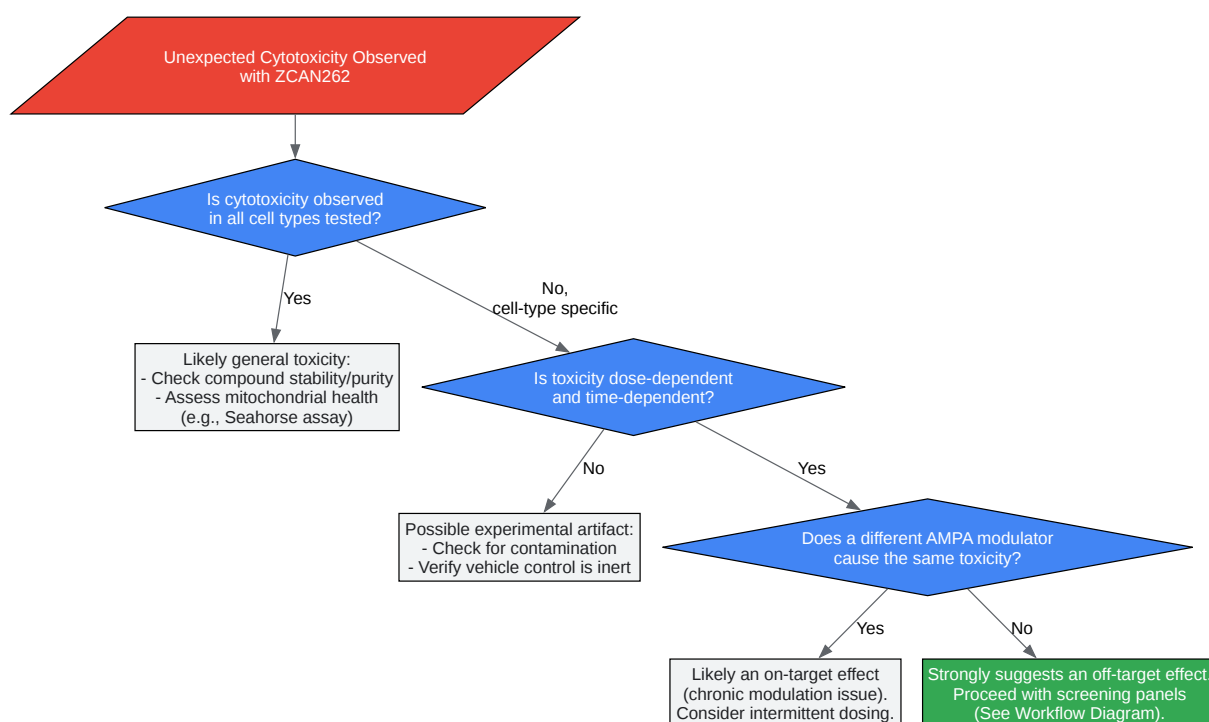 Unexpected Cytotoxicity Observed
with ZCAN262
Is cytotoxicity observed
in all cell types tested?
Yes
No,
cell-type specific
Likely general toxicity:
- Check compound stability/purity
- Assess mitochondrial health
(e.g., Seahorse assay)
Is toxicity dose-dependent
and time-dependent?
No
Yes
Possible experimental artifact:
- Check for contamination
- Verify vehicle control is inert
Does a different AMPA modulator
cause the same toxicity?
Yes
No
Likely an on-target effect
(chronic modulation issue).
Consider intermittent dosing.
Strongly suggests an off-target effect.
Proceed with screening panels
(See Workflow Diagram).